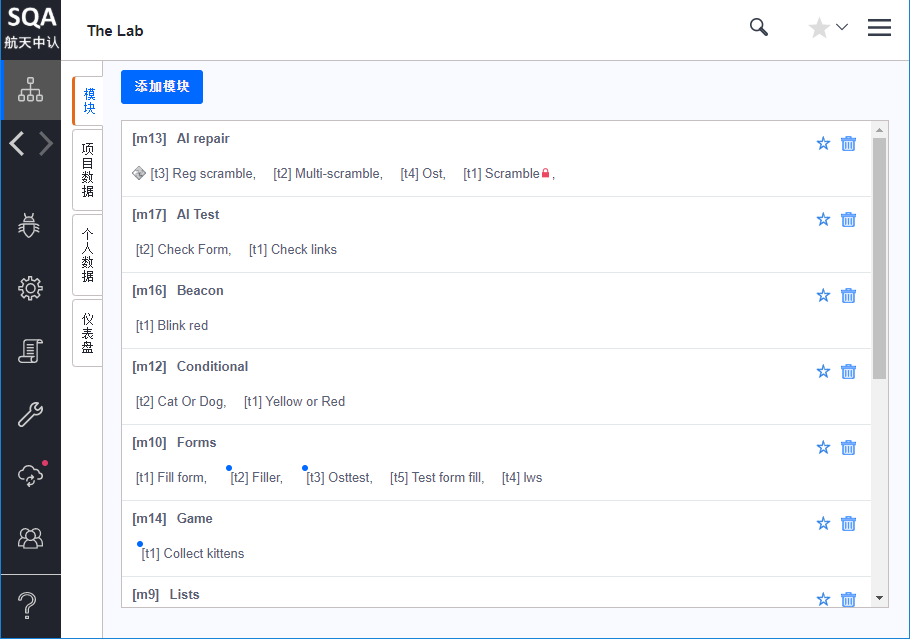 SQA
航天中认
The Lab
模块
项目数据
个人数据
仪表盘
添加模块
[m13] AI repair
[t3] Reg scramble, [t2] Multi-scramble, [t4] Ost, [t1] Scramble,
[m17] AI Test
[t2] Check Form, [t1] Check links
[m16] Beacon
[t1] Blink red
[m12] Conditional
[t2] Cat Or Dog, [t1] Yellow or Red
[m10] Forms
[t1] Fill form, [t2] Filler, [t3] Osttest, [t5] Test form fill, [t4] Iws
[m14] Game
[t1] Collect kittens
[m9] Lists